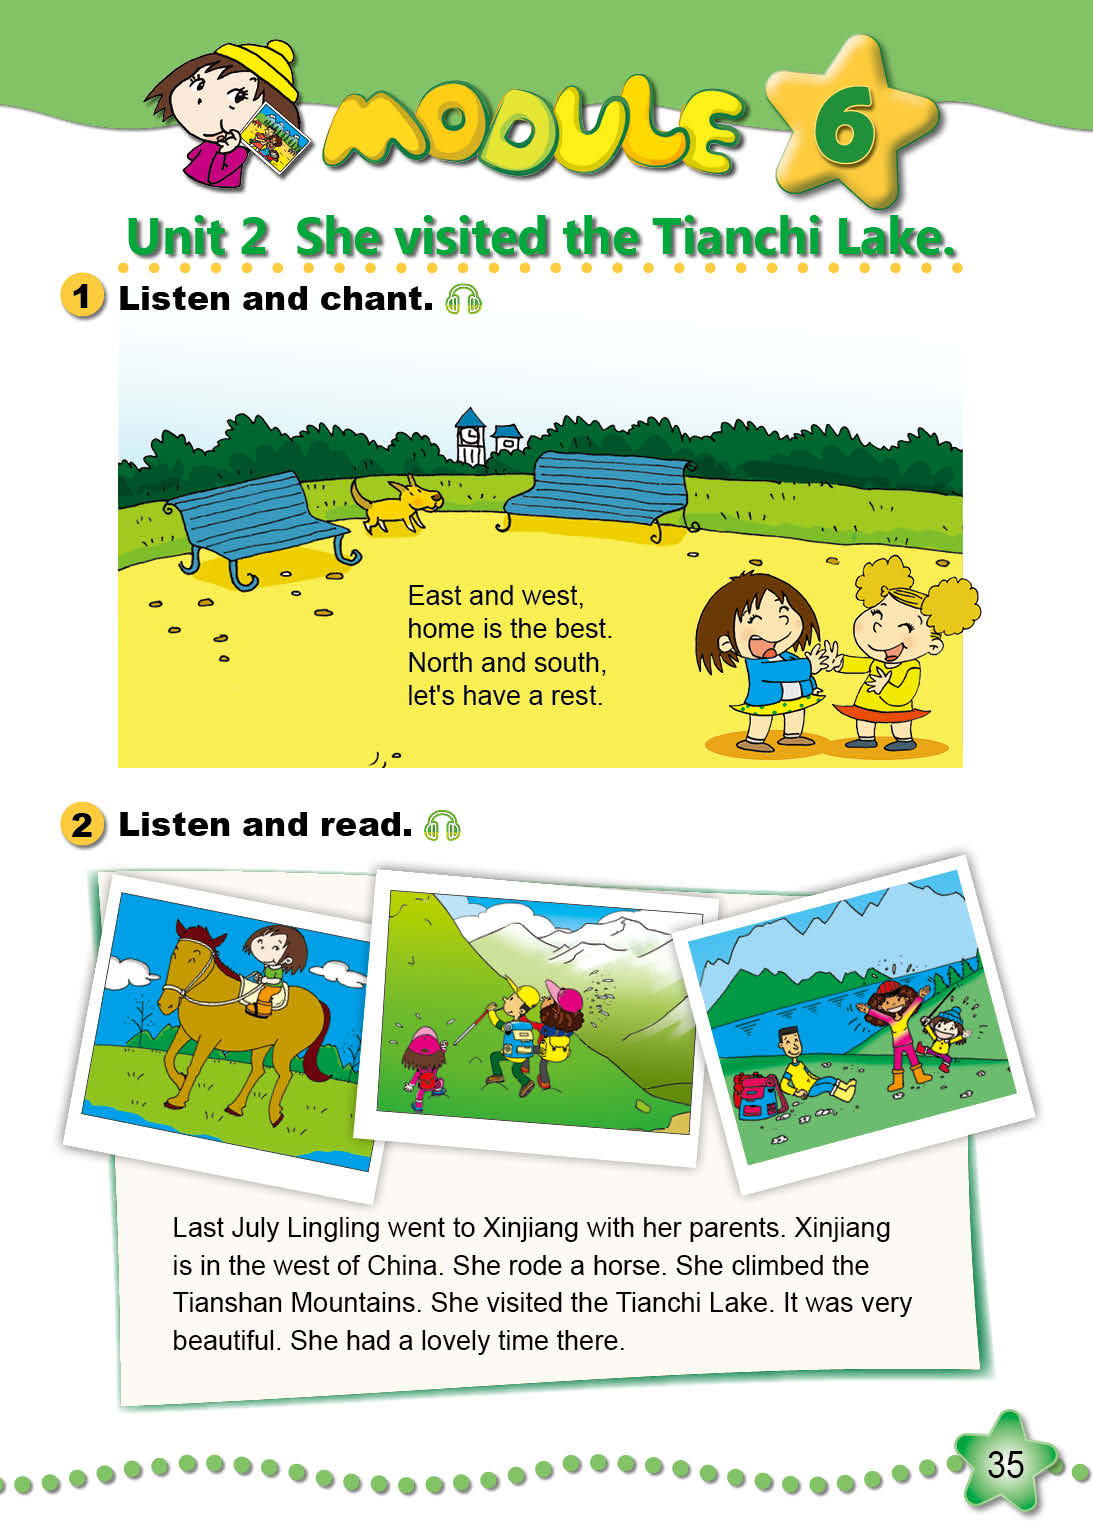 MODULE 6
Unit 2 She visited the Tianchi Lake.
1 Listen and chant.
East and west,
home is the best.
North and south,
let's have a rest.
2 Listen and read.
Last July Lingling went to Xinjiang with her parents. Xinjiang
is in the west of China. She rode a horse. She climbed the
Tianshan Mountains. She visited the Tianchi Lake. It was very
beautiful. She had a lovely time there.
35